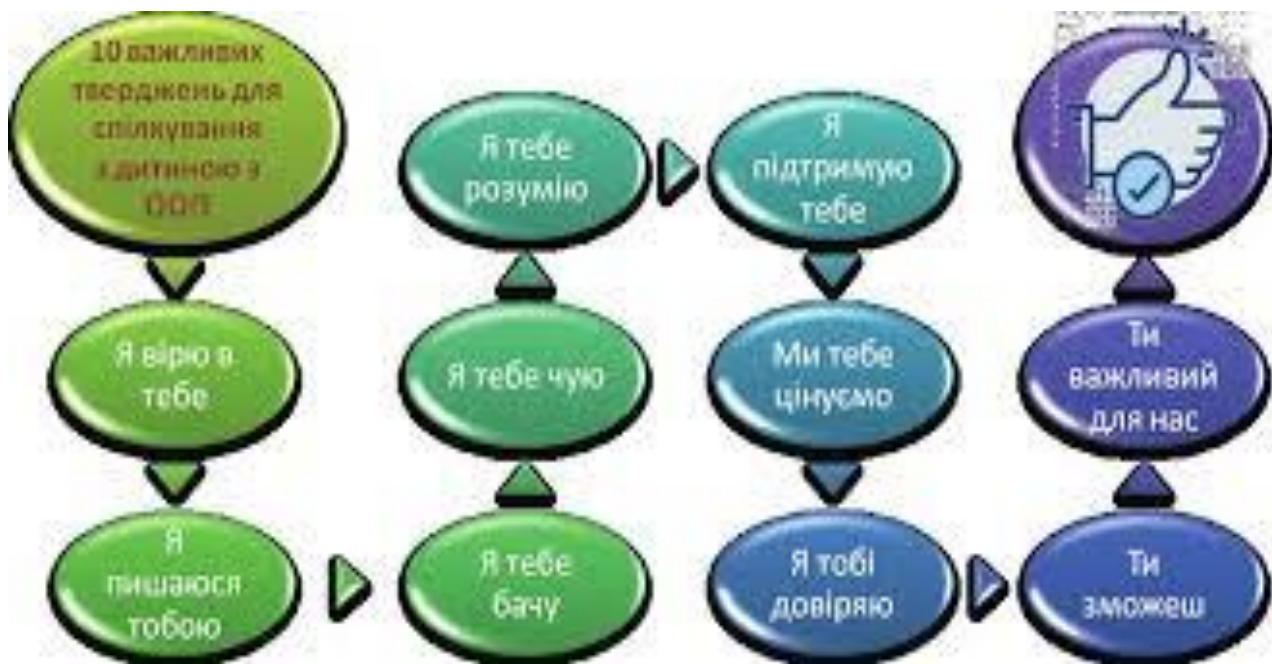 10 важливих
тверджень для
спілкування
з дитиною з
ООП
Я вірю в
тебе
Я
пишаюся
тобою
Я тебе
бачу
Я тебе чую
Я тебе
розумію
Я
підтримую
тебе
Ми тебе
цінуємо
Я тобі
довіряю
Ти
зможеш
Ти
важливий
для нас